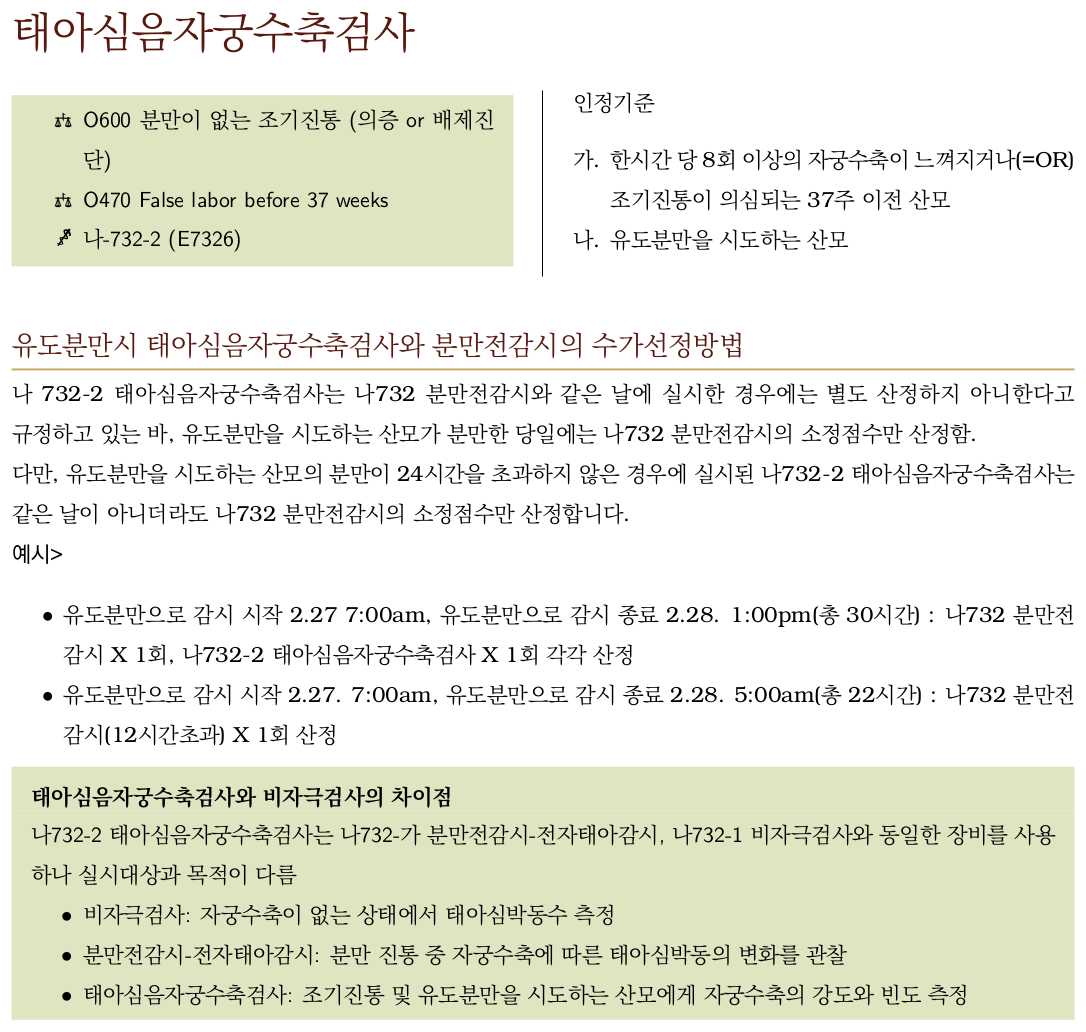 태아심음자궁수축검사
O600 분만이 없는 조기진통 (의증 or 배제진
단)
O470 False labor before 37 weeks
나-732-2 (E7326)
인정기준
가. 한시간 당 8회 이상의 자궁수축이 느껴지거나(=OR)
조기진통이 의심되는 37주 이전 산모
나. 유도분만을 시도하는 산모
유도분만시 태아심음자궁수축검사와 분만전감시의 수가선정방법
나 732-2 태아심음자궁수축검사는 나732 분만전감시와 같은 날에 실시한 경우에는 별도 산정하지 아니한다고
규정하고 있는 바, 유도분만을 시도하는 산모가 분만한 당일에는 나732 분만전감시의 소정점수만 산정함.
다만, 유도분만을 시도하는 산모의 분만이 24시간을 초과하지 않은 경우에 실시된 나732-2 태아심음자궁수축검사는
같은 날이 아니더라도 나732 분만전감시의 소정점수만 산정합니다.
예시>
• 유도분만으로 감시 시작 2.27 7:00am, 유도분만으로 감시 종료 2.28. 1:00pm(총 30시간) : 나732 분만전
감시 X 1회, 나732-2 태아심음자궁수축검사 X 1회 각각 산정
• 유도분만으로 감시 시작 2.27. 7:00am, 유도분만으로 감시 종료 2.28. 5:00am(총 22시간) : 나732 분만전
감시(12시간초과) X 1회 산정
태아심음자궁수축검사와 비자극검사의 차이점
나732-2 태아심음자궁수축검사는 나732-가 분만전감시-전자태아감시, 나732-1 비자극검사와 동일한 장비를 사용
하나 실시대상과 목적이 다름
• 비자극검사: 자궁수축이 없는 상태에서 태아심박동수 측정
• 분만전감시-전자태아감시: 분만 진통 중 자궁수축에 따른 태아심박동의 변화를 관찰
• 태아심음자궁수축검사: 조기진통 및 유도분만을 시도하는 산모에게 자궁수축의 강도와 빈도 측정